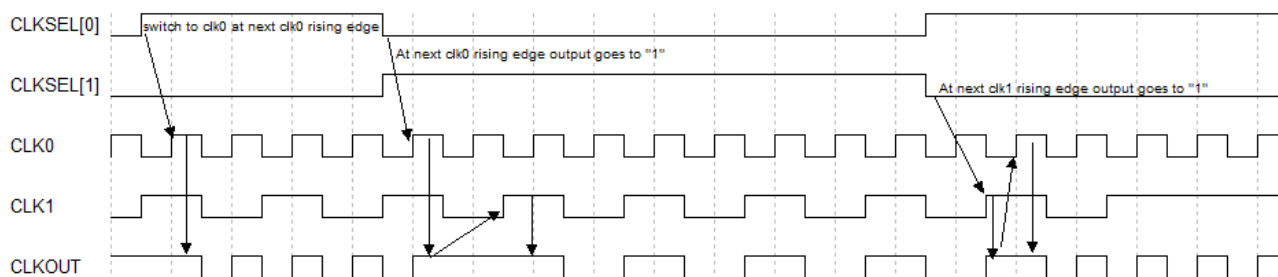 CLKSEL[0]
switch to clk0 at next clk0 rising edge
At next clk0 rising edge output goes to "1"
CLKSEL[1]
At next clk1 rising edge output goes to "1"
CLK0
CLK1
CLKOUT